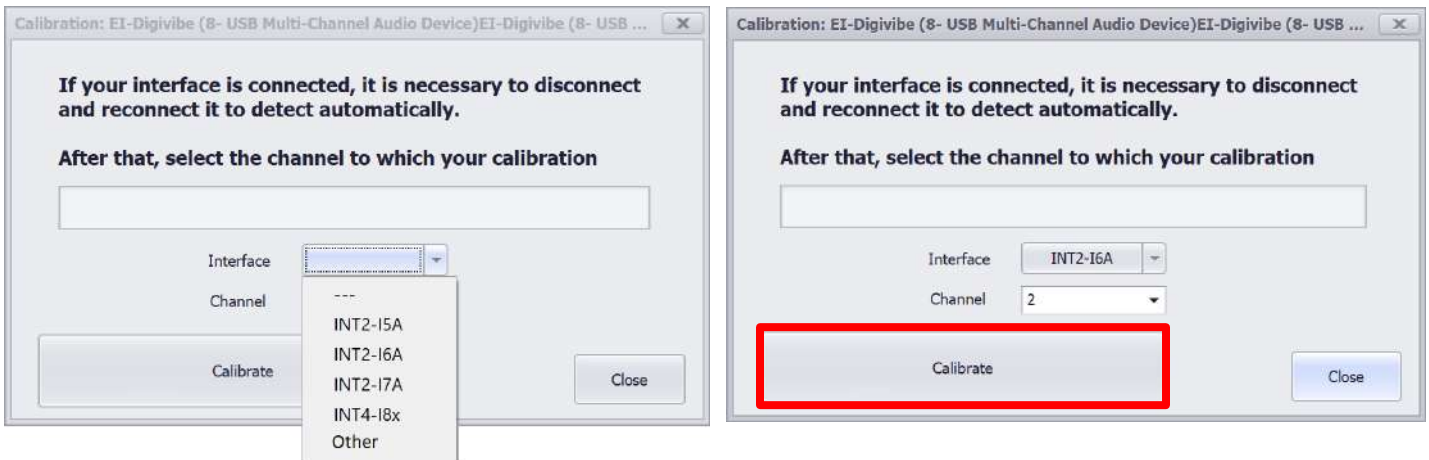 Calibration: EI-Digivibe (8- USB Multi-Channel Audio Device)EI-Digivibe (8- USB ...
If your interface is connected, it is necessary to disconnect
and reconnect it to detect automatically.
After that, select the channel to which your calibration
Interface
Channel
---
INT2-I5A
INT2-I6A
INT2-I7A
INT4-I8x
Other
Calibrate
Close
Calibration: EI-Digivibe (8- USB Multi-Channel Audio Device)EI-Digivibe (8- USB ...
If your interface is connected, it is necessary to disconnect
and reconnect it to detect automatically.
After that, select the channel to which your calibration
Interface INT2-I6A
Channel 2
Calibrate
Close